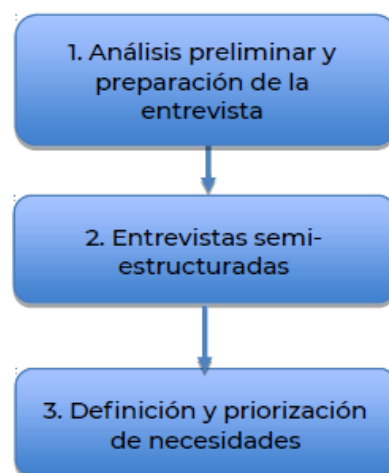 1. Análisis preliminar y
preparación de la
entrevista
2. Entrevistas semi-
estructuradas
3. Definición y priorización
de necesidades